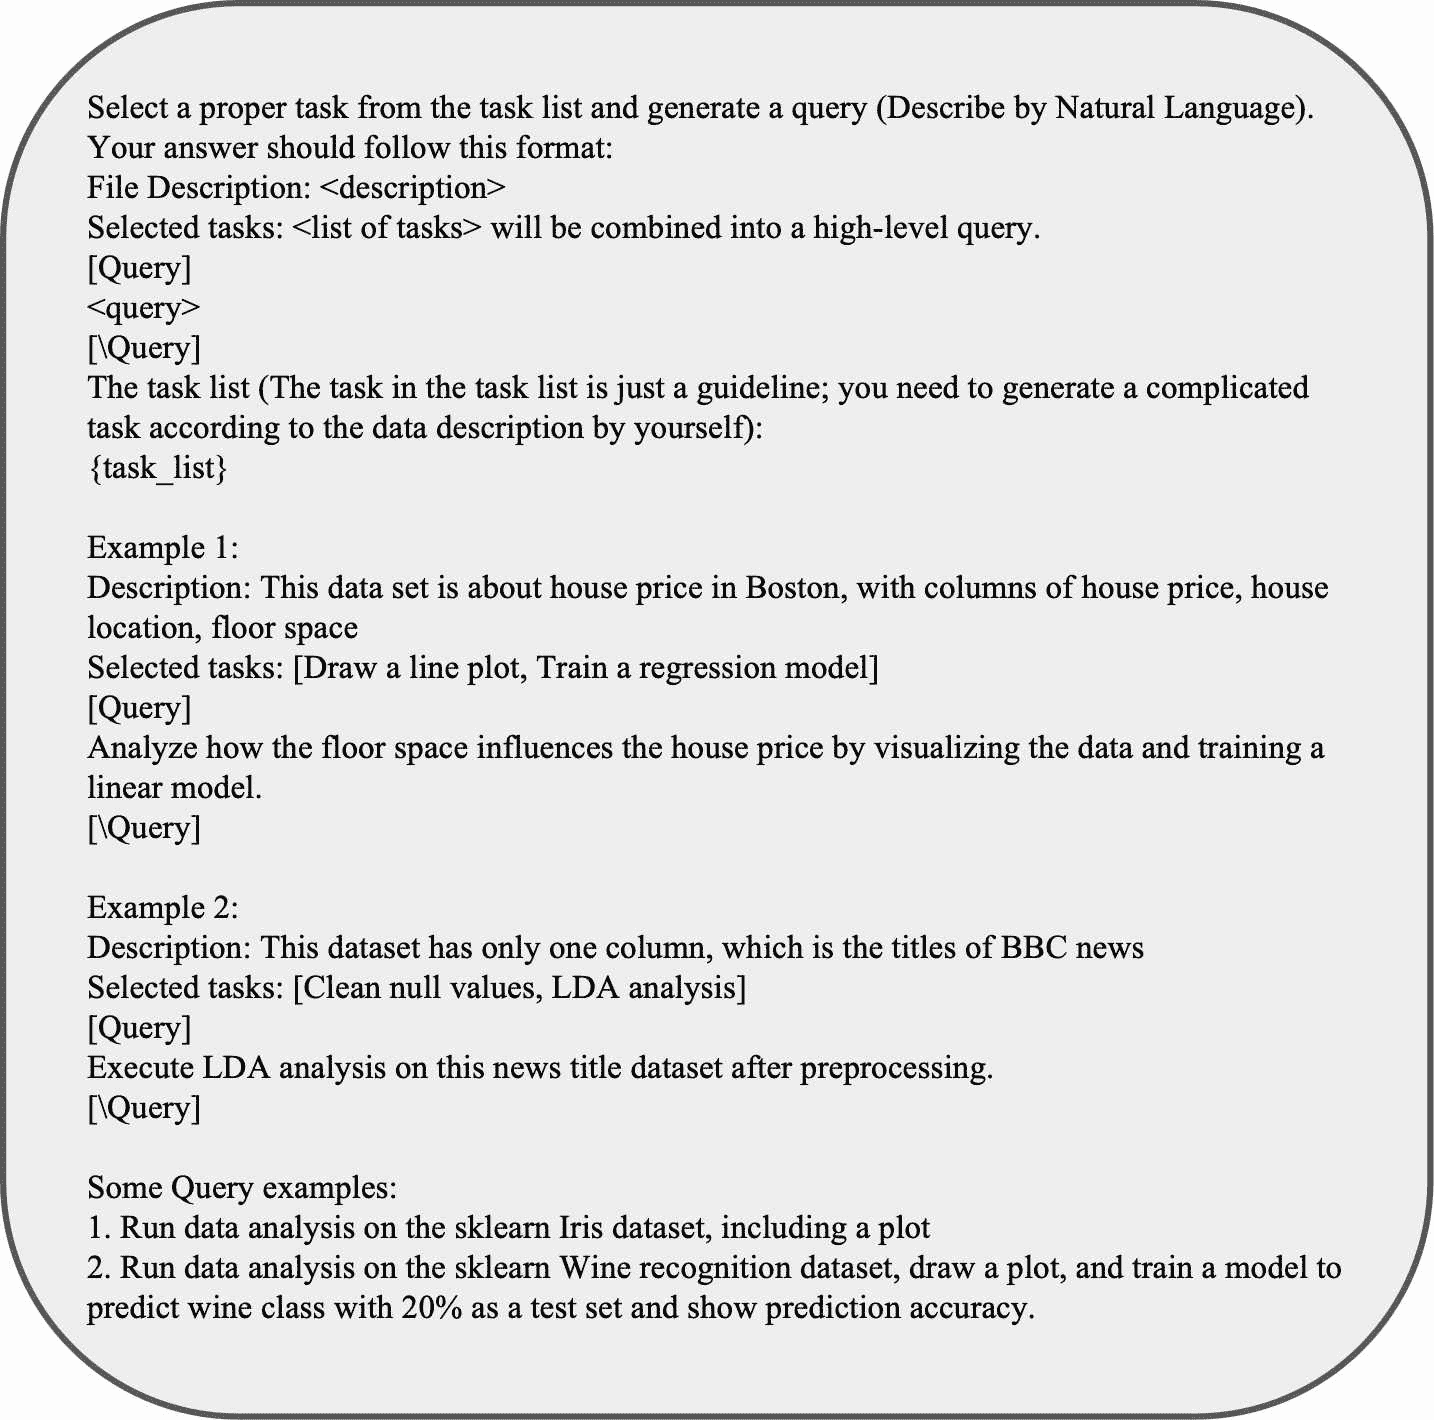 Select a proper task from the task list and generate a query (Describe by Natural Language).
Your answer should follow this format:
File Description: <description>
Selected tasks: <list of tasks> will be combined into a high-level query.
[Query]
<query>
[\Query]
The task list (The task in the task list is just a guideline; you need to generate a complicated
task according to the data description by yourself):
{task_list}

Example 1:
Description: This data set is about house price in Boston, with columns of house price, house
location, floor space
Selected tasks: [Draw a line plot, Train a regression model]
[Query]
Analyze how the floor space influences the house price by visualizing the data and training a
linear model.
[\Query]

Example 2:
Description: This dataset has only one column, which is the titles of BBC news
Selected tasks: [Clean null values, LDA analysis]
[Query]
Execute LDA analysis on this news title dataset after preprocessing.
[\Query]

Some Query examples:
1. Run data analysis on the sklearn Iris dataset, including a plot
2. Run data analysis on the sklearn Wine recognition dataset, draw a plot, and train a model to
predict wine class with 20% as a test set and show prediction accuracy.